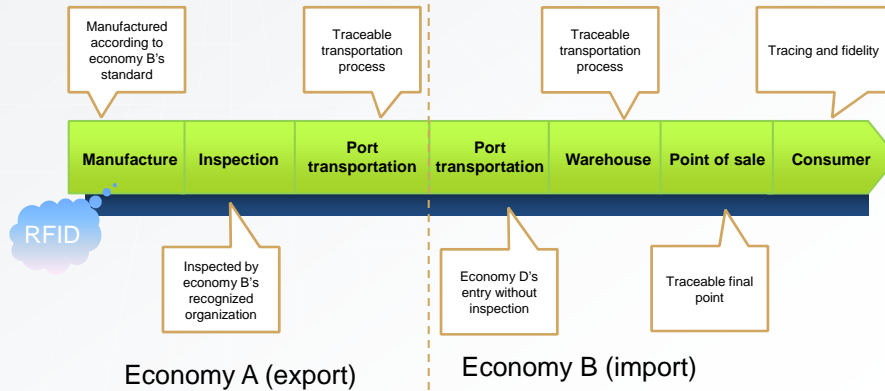 Manufactured
according to
economy B's
standard
Traceable
transportation
process
Traceable
transportation
process
Tracing and fidelity
Manufacture
Inspection
Port
transportation
Port
transportation
Warehouse
Point of sale
Consumer
RFID
Inspected by
economy B's
recognized
organization
Economy D's
entry without
inspection
Traceable final
point
Economy A (export)
Economy B (import)